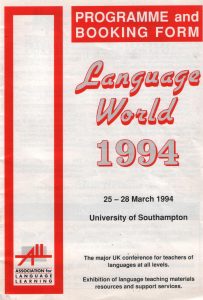 PROGRAMME and
BOOKING FORM
Language
World
1994
25 – 28 March 1994
University of Southampton
The major UK conference for teachers of
languages at all levels.
Exhibition of language teaching materials
resources and support services.
ALL
ASSOCIATION for
LANGUAGE
LEARNING